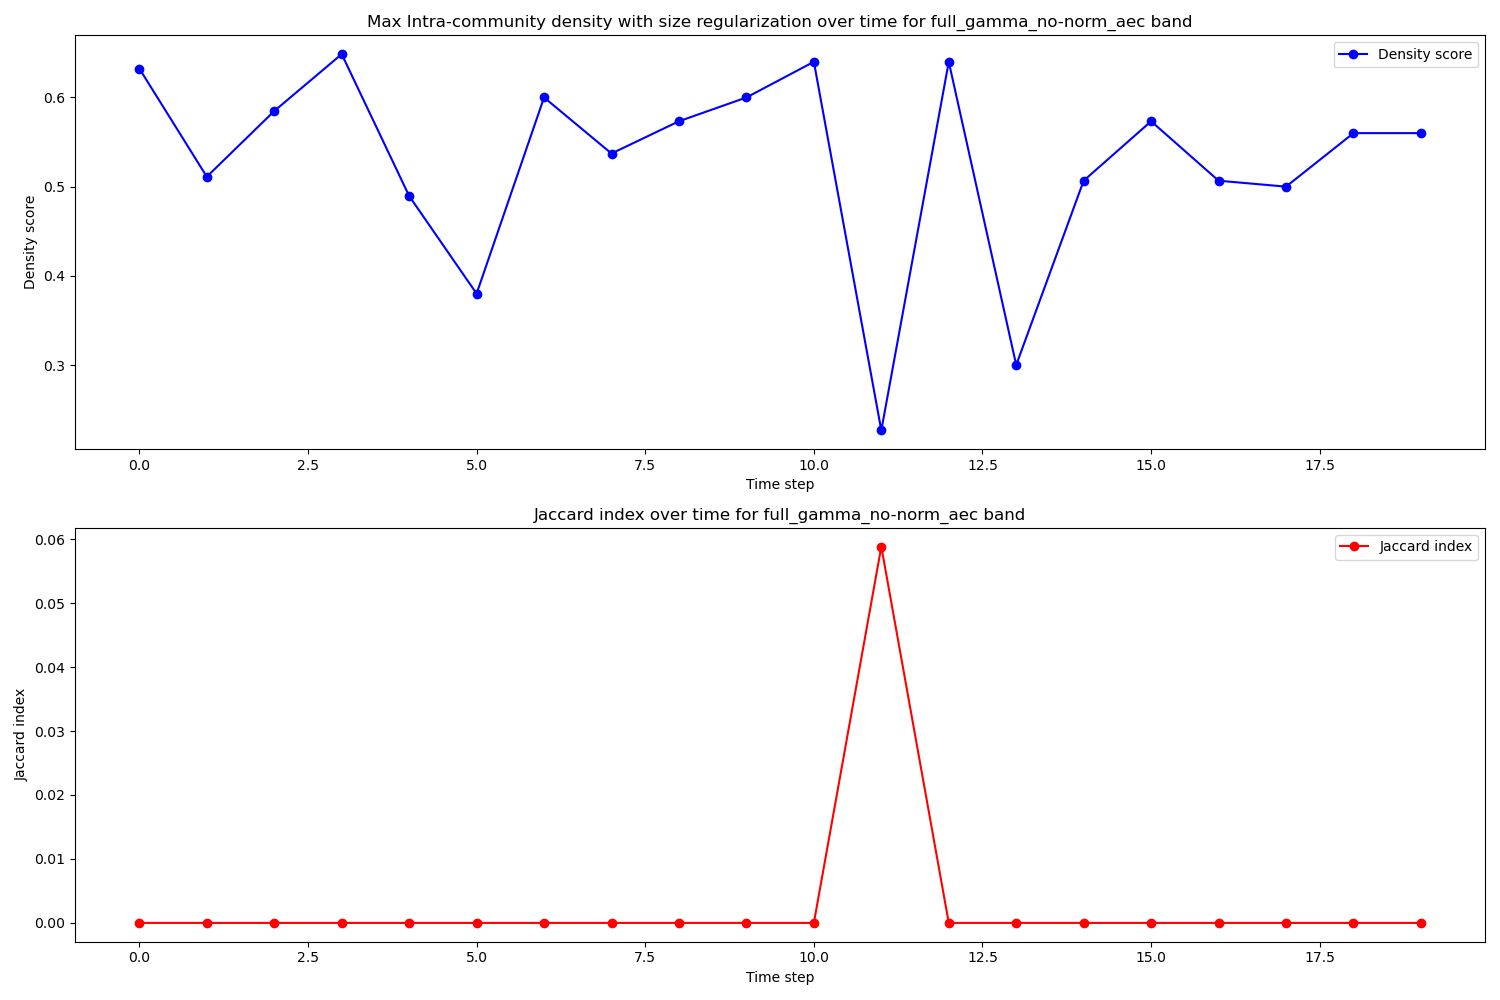 Max Intra-community density with size regularization over time for full_gamma_no-norm_aec band
Density score
0.6
0.5
0.4
0.3
Density score
0.0 2.5 5.0 7.5 10.0 12.5 15.0 17.5
Time step
Jaccard index over time for full_gamma_no-norm_aec band
Jaccard index
0.06
0.05
0.04
0.03
0.02
0.01
0.00
Jaccard index
0.0 2.5 5.0 7.5 10.0 12.5 15.0 17.5
Time step